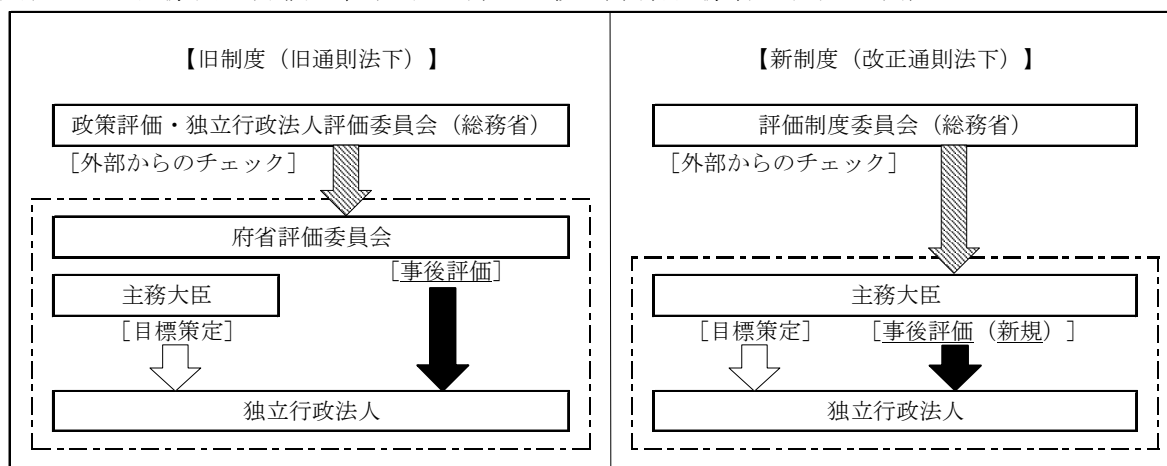 【旧制度（旧通則法下）】
政策評価・独立行政法人評価委員会（総務省）
［外部からのチェック］
府省評価委員会
［事後評価］
主務大臣
［目標策定］
独立行政法人
【新制度（改正通則法下）】
評価制度委員会（総務省）
［外部からのチェック］
主務大臣
［目標策定］
［事後評価（新規）］
独立行政法人